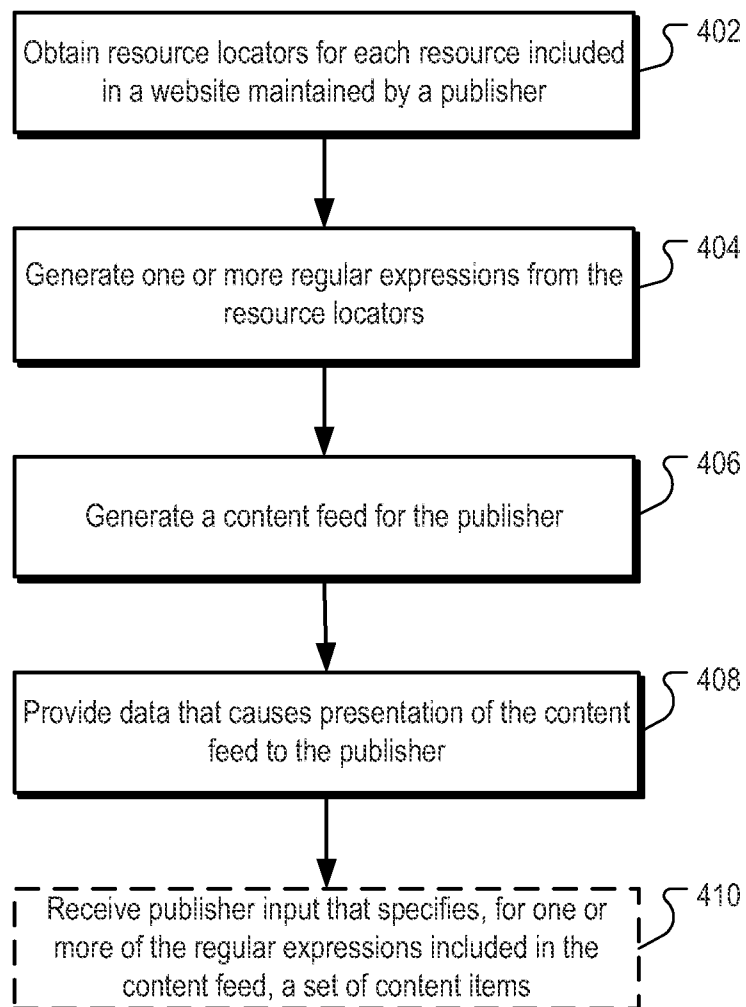 Obtain resource locators for each resource included
in a website maintained by a publisher
402
Generate one or more regular expressions from the
resource locators
404
Generate a content feed for the publisher
406
Provide data that causes presentation of the content
feed to the publisher
408
Receive publisher input that specifies, for one or
more of the regular expressions included in the
content feed, a set of content items
410